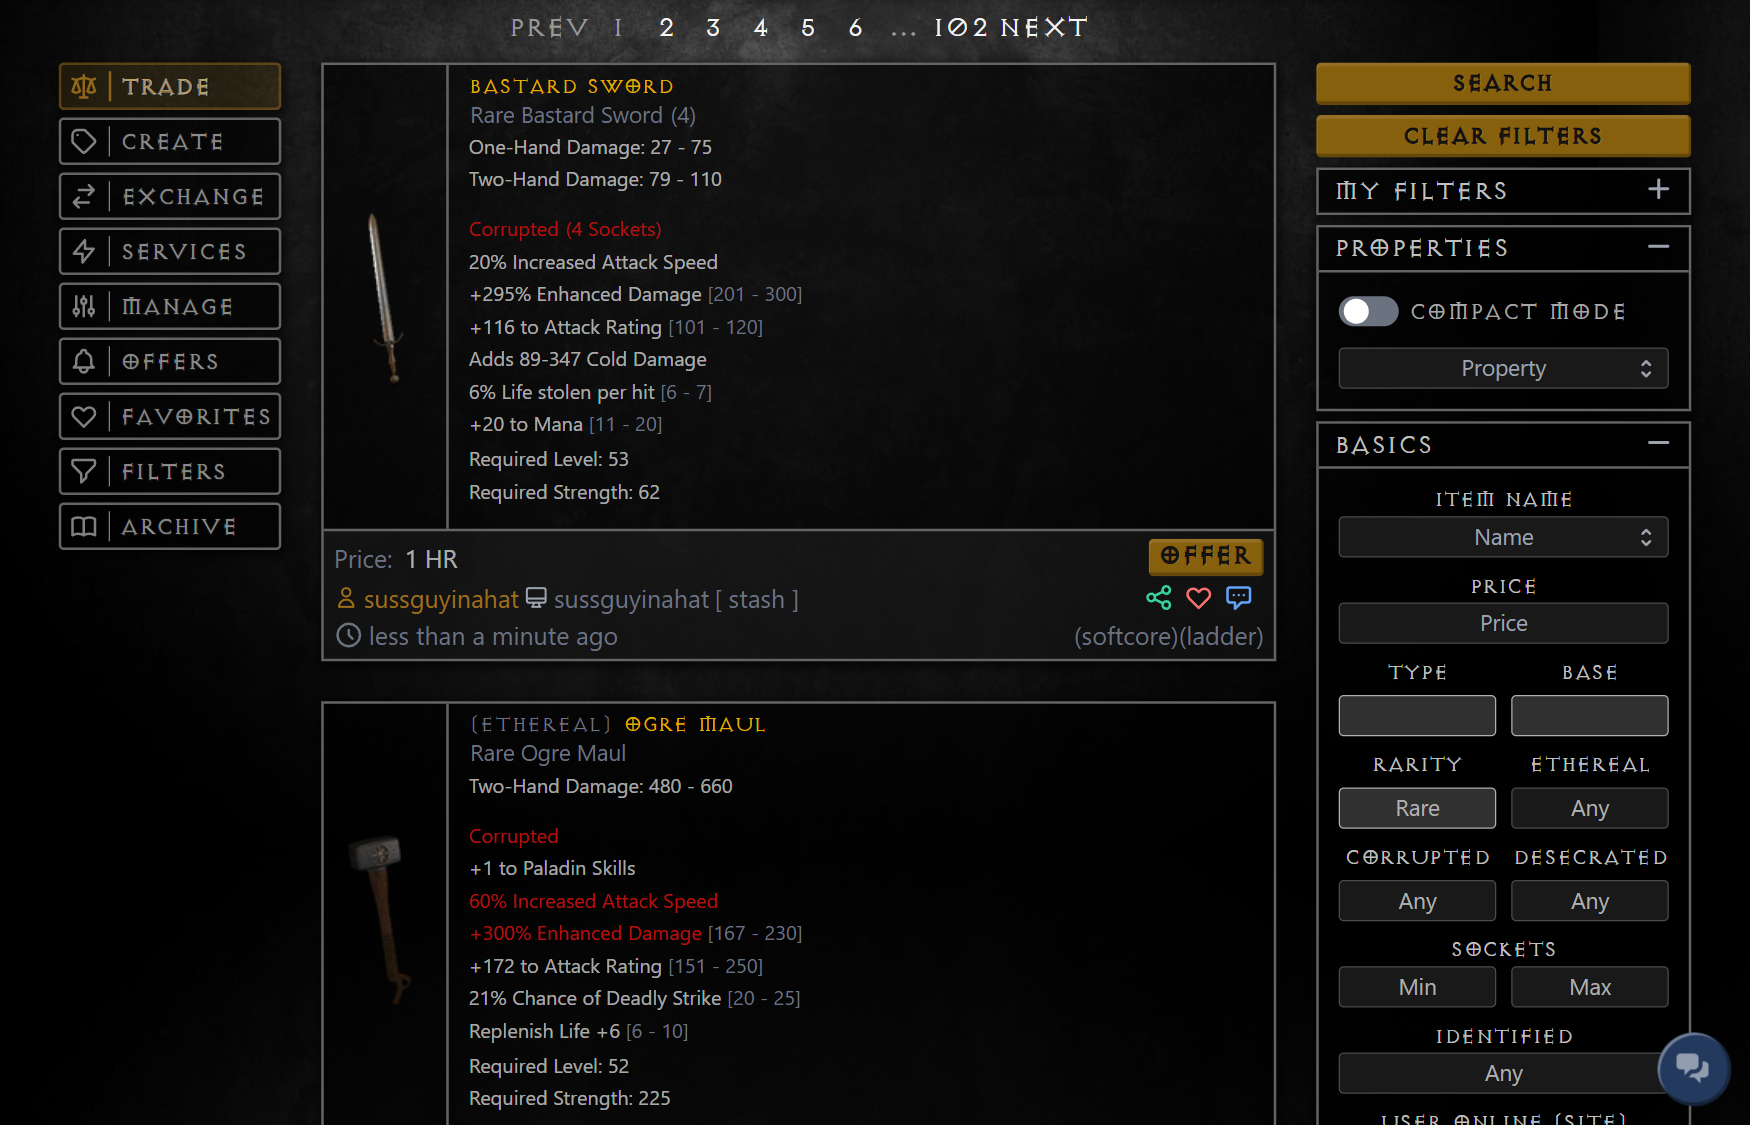 PREV 1 2 3 4 5 6 ... 102 NEXT
TRADE
CREATE
EXCHANGE
SERVICES
MANAGE
OFFERS
FAVORITES
FILTERS
ARCHIVE
BASTARD SWORD
Rare Bastard Sword (4)
One-Hand Damage: 27 - 75
Two-Hand Damage: 79 - 110
Corrupted (4 Sockets)
20% Increased Attack Speed
+295% Enhanced Damage [201 - 300]
+116 to Attack Rating [101 - 120]
Adds 89-347 Cold Damage
6% Life stolen per hit [6 - 7]
+20 to Mana [11 - 20]
Required Level: 53
Required Strength: 62
Price: 1 HR
OFFER
sussguyinahat sussguyinahat [ stash ]
less than a minute ago
(softcore)(ladder)
(ETHEREAL) OGRE MAUL
Rare Ogre Maul
Two-Hand Damage: 480 - 660
Corrupted
+1 to Paladin Skills
60% Increased Attack Speed
+300% Enhanced Damage [167 - 230]
+172 to Attack Rating [151 - 250]
21% Chance of Deadly Strike [20 - 25]
Replenish Life +6 [6 - 10]
Required Level: 52
Required Strength: 225
SEARCH
CLEAR FILTERS
MY FILTERS
PROPERTIES
COMPACT MODE
Property
BASICS
ITEM NAME
Name
PRICE
Price
TYPE BASE
RARITY ETHEREAL
Rare Any
CORRUPTED DESECRATED
Any Any
SOCKETS
Min Max
IDENTIFIED
Any
USER ONLINE (SITE)